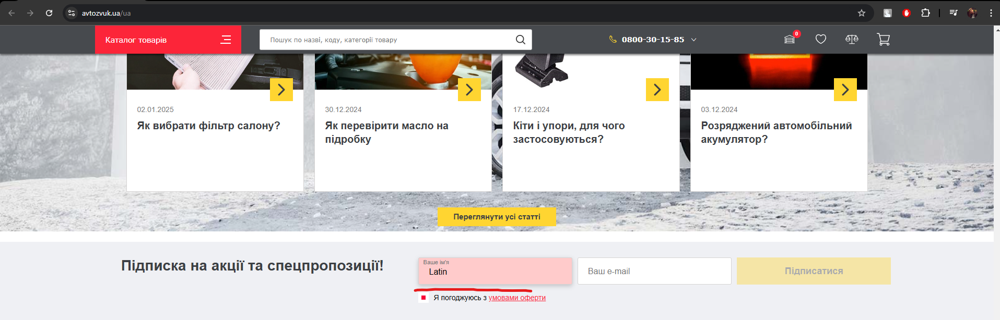 avtozvuk.ua/ua
Каталог товарів
Пошук по назві, коду, категорії товару
0800-30-15-85
0
02.01.2025
Як вибрати фільтр салону?
30.12.2024
Як перевірити масло на
підробку
17.12.2024
Кіти і упори, для чого
застосовуються?
03.12.2024
Розряджений автомобільний
акумулятор?
Переглянути усі статті
Підписка на акції та спецпропозиції!
Ваше ім'я
Latin
Ваш e-mail
Підписатися
Я погоджуюсь з умовами оферти